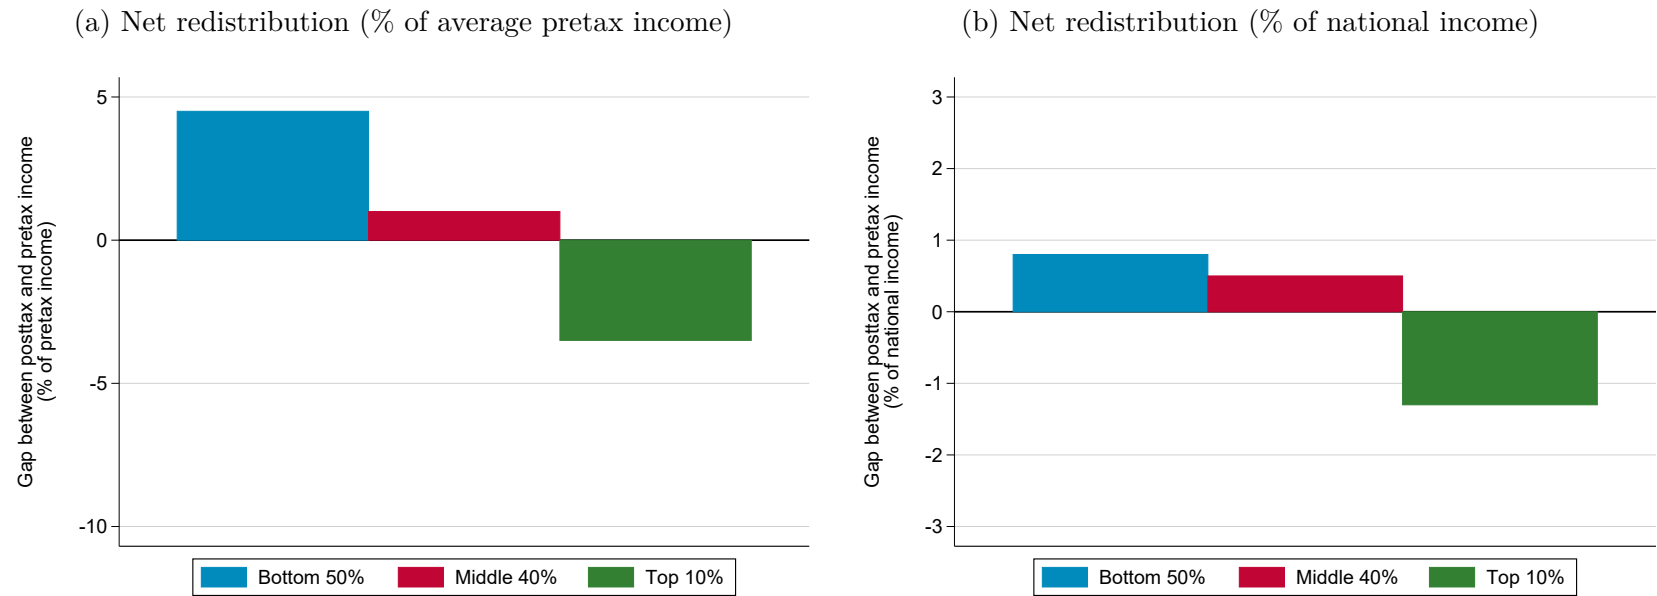 (a) Net redistribution (% of average pretax income)
Gap between posttax and pretax income
(% of pretax income)
5
0
-5
-10
Bottom 50%
Middle 40%
Top 10%
(b) Net redistribution (% of national income)
Gap between posttax and pretax income
(% of national income)
3
2
1
0
-1
-2
-3
Bottom 50%
Middle 40%
Top 10%